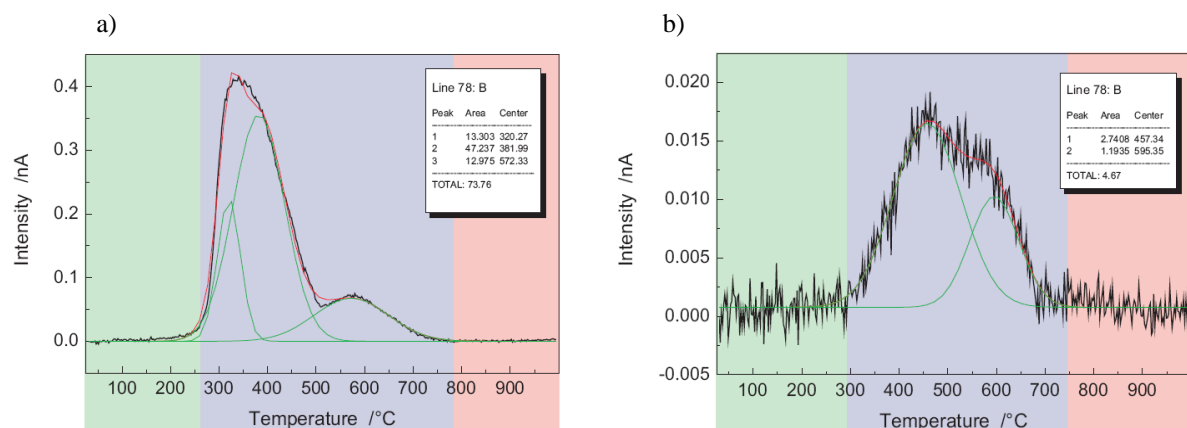 a)
Intensity /nA
0.4
0.3
0.2
0.1
0.0
Line 78: B
Peak Area Center
1 13.303 320.27
2 47.237 381.99
3 12.975 572.33
TOTAL: 73.76
100 200 300 400 500 600 700 800 900
Temperature /°C
b)
Intensity /nA
0.020
0.015
0.010
0.005
0.000
-0.005
Line 78: B
Peak Area Center
1 2.7408 457.34
2 1.1935 595.35
TOTAL: 4.67
100 200 300 400 500 600 700 800 900
Temperature /°C